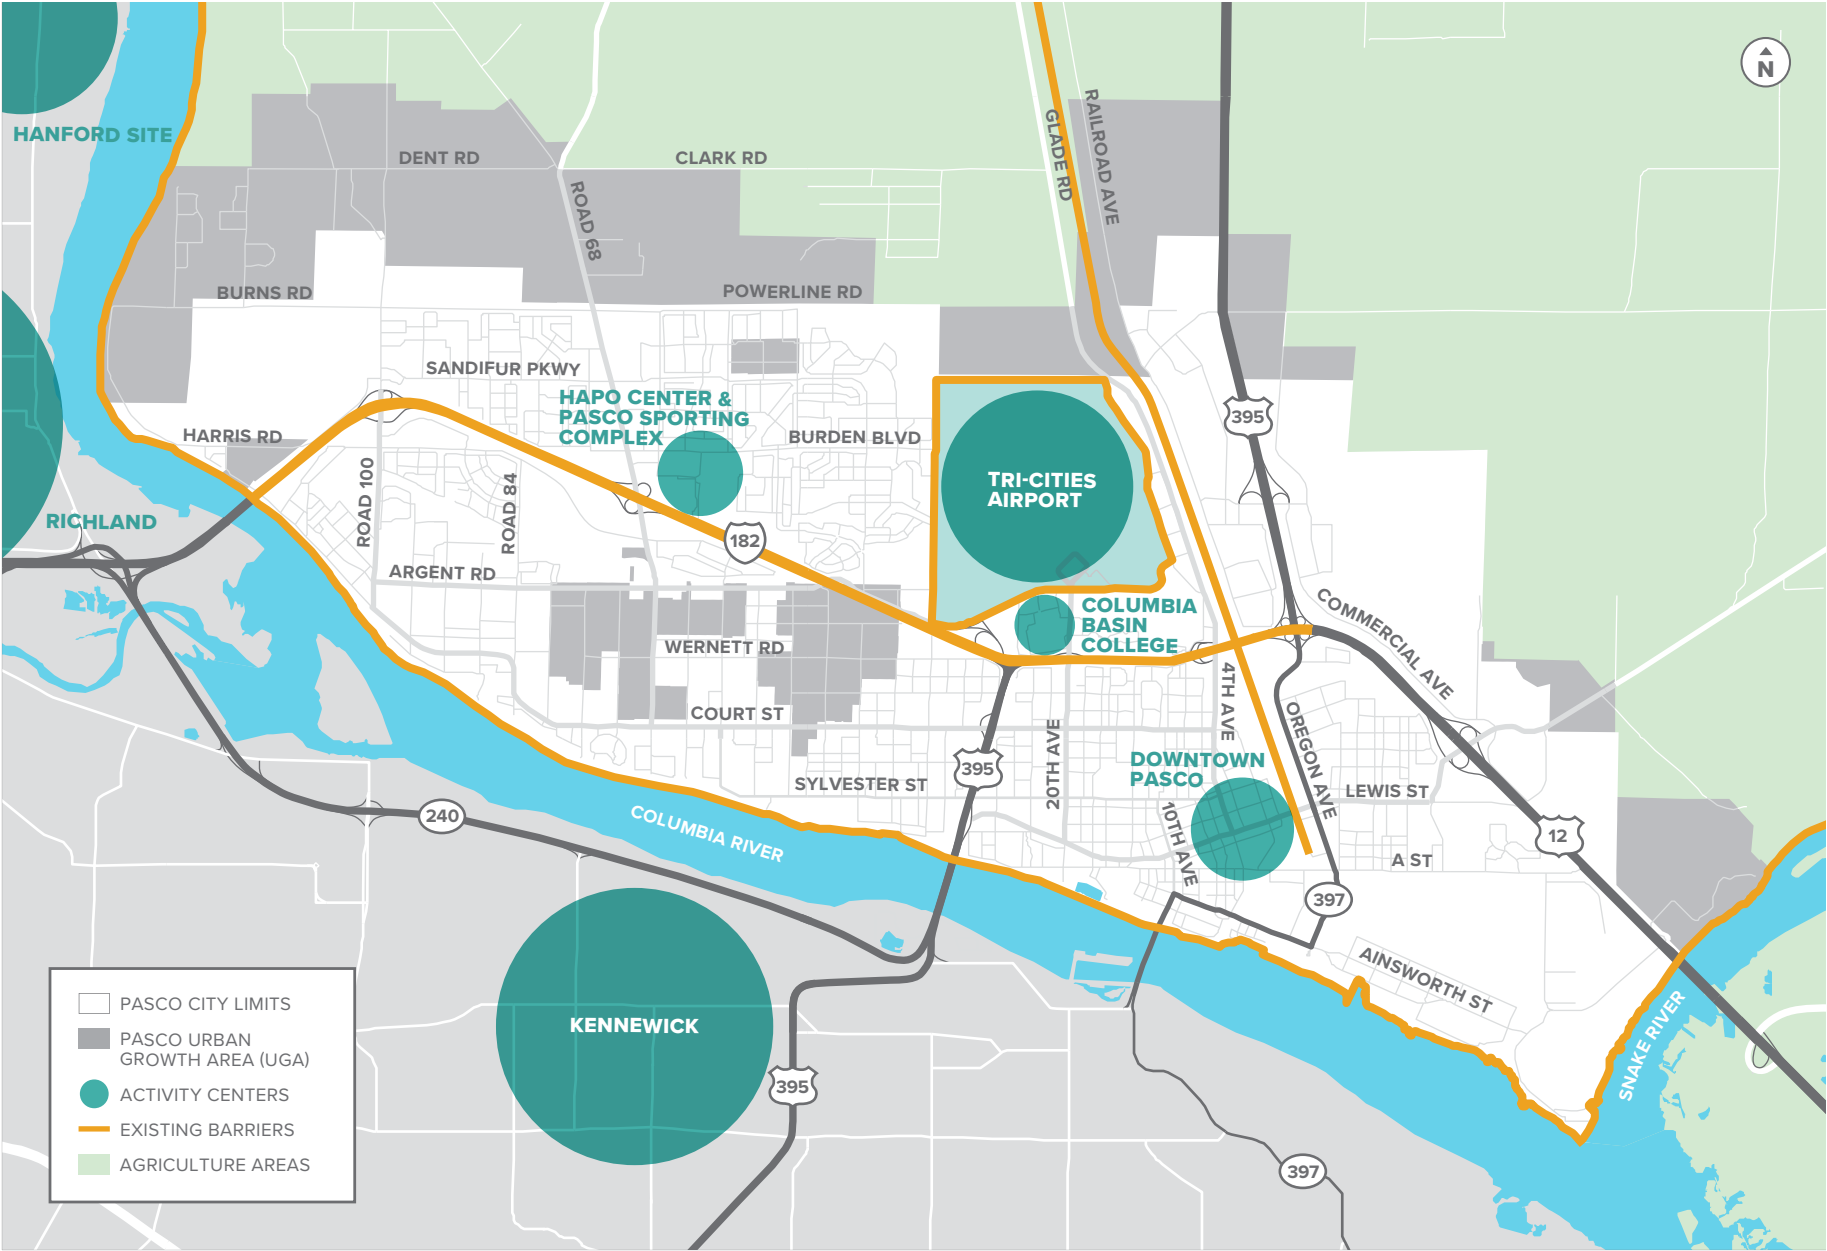 N
HANFORD SITE
DENT RD
CLARK RD
ROAD 68
GLADE RD
RAILROAD AVE
BURNS RD
POWERLINE RD
SANDIFUR PKWY
HAPO CENTER &
PASCO SPORTING
COMPLEX
BURDEN BLVD
HARRIS RD
395
TRI-CITIES
AIRPORT
ROAD 100
ROAD 84
RICHLAND
182
ARGENT RD
COLUMBIA
BASIN
COLLEGE
COMMERCIAL AVE
WERNETT RD
4TH AVE
COURT ST
OREGON AVE
20TH AVE
DOWNTOWN
PASCO
395
SYLVESTER ST
LEWIS ST
10TH AVE
240
COLUMBIA RIVER
12
A ST
397
AINSWORTH ST
KENNEWICK
SNAKE RIVER
395
397
PASCO CITY LIMITS
PASCO URBAN
GROWTH AREA (UGA)
ACTIVITY CENTERS
EXISTING BARRIERS
AGRICULTURE AREAS